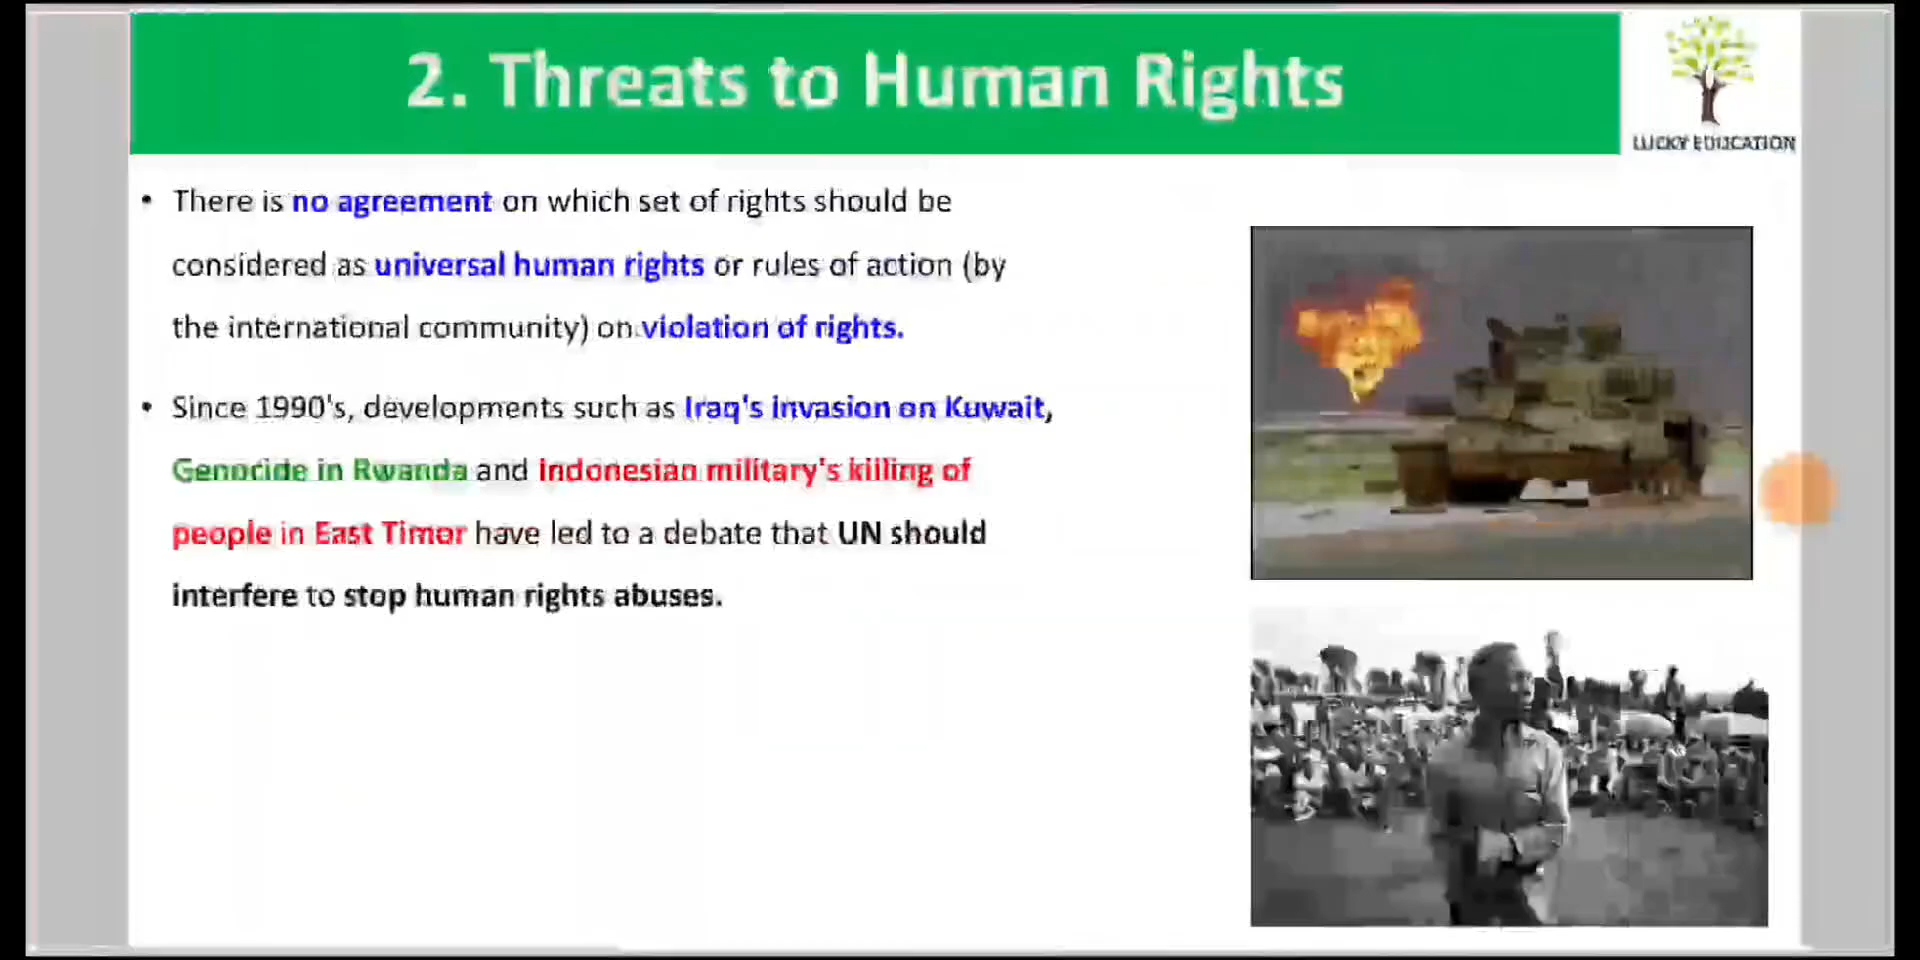 2. Threats to Human Rights
LUCKY EDUCATION
• There is no agreement on which set of rights should be
considered as universal human rights or rules of action (by
the international community) on violation of rights.
• Since 1990's, developments such as Iraq's invasion on Kuwait,
Genocide in Rwanda and Indonesian military's killing of
people in East Timor have led to a debate that UN should
interfere to stop human rights abuses.